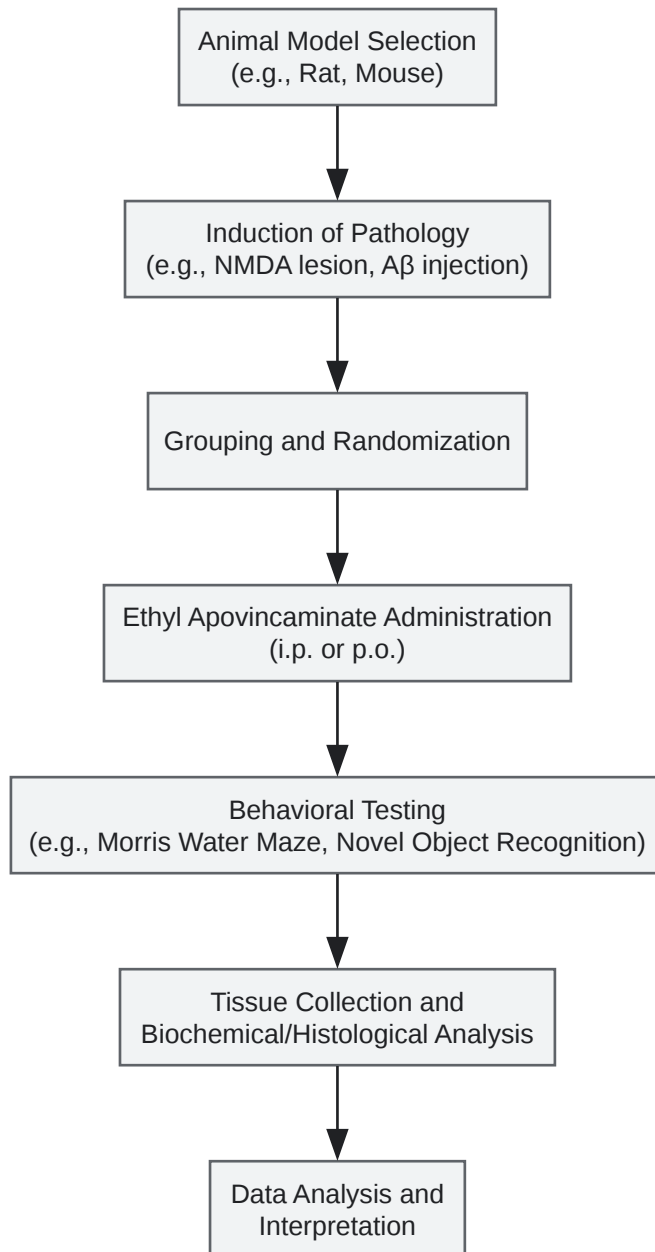 Animal Model Selection
(e.g., Rat, Mouse)
Induction of Pathology
(e.g., NMDA lesion, Aβ injection)
Grouping and Randomization
Ethyl Apovincaminate Administration
(i.p. or p.o.)
Behavioral Testing
(e.g., Morris Water Maze, Novel Object Recognition)
Tissue Collection and
Biochemical/Histological Analysis
Data Analysis and
Interpretation